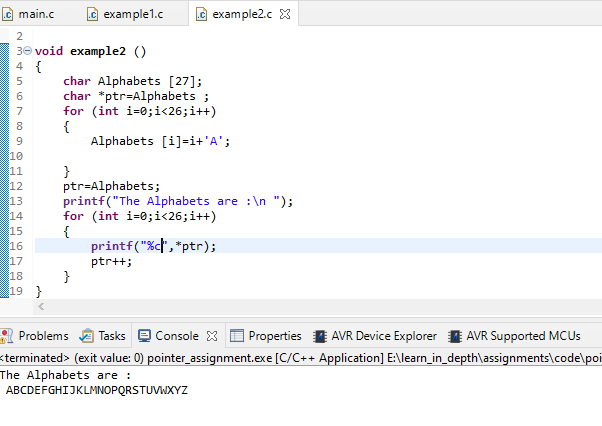 main.c example1.c example2.c
2
3 void example2 ()
4 {
5 char Alphabets [27];
6 char *ptr=Alphabets ;
7 for (int i=0;i<26;i++)
8 {
9 Alphabets [i]=i+'A';
10
11 }
12 ptr=Alphabets;
13 printf("The Alphabets are :\n ");
14 for (int i=0;i<26;i++)
15 {
16 printf("%c",*ptr);
17 ptr++;
18 }
19 }
Problems Tasks Console Properties AVR Device Explorer AVR Supported MCUs
<terminated> (exit value: 0) pointer_assignment.exe [C/C++ Application] E:\learn_in_depth\assignments\code\poi
The Alphabets are :
ABCDEFGHIJKLMNOPQRSTUVWXYZ